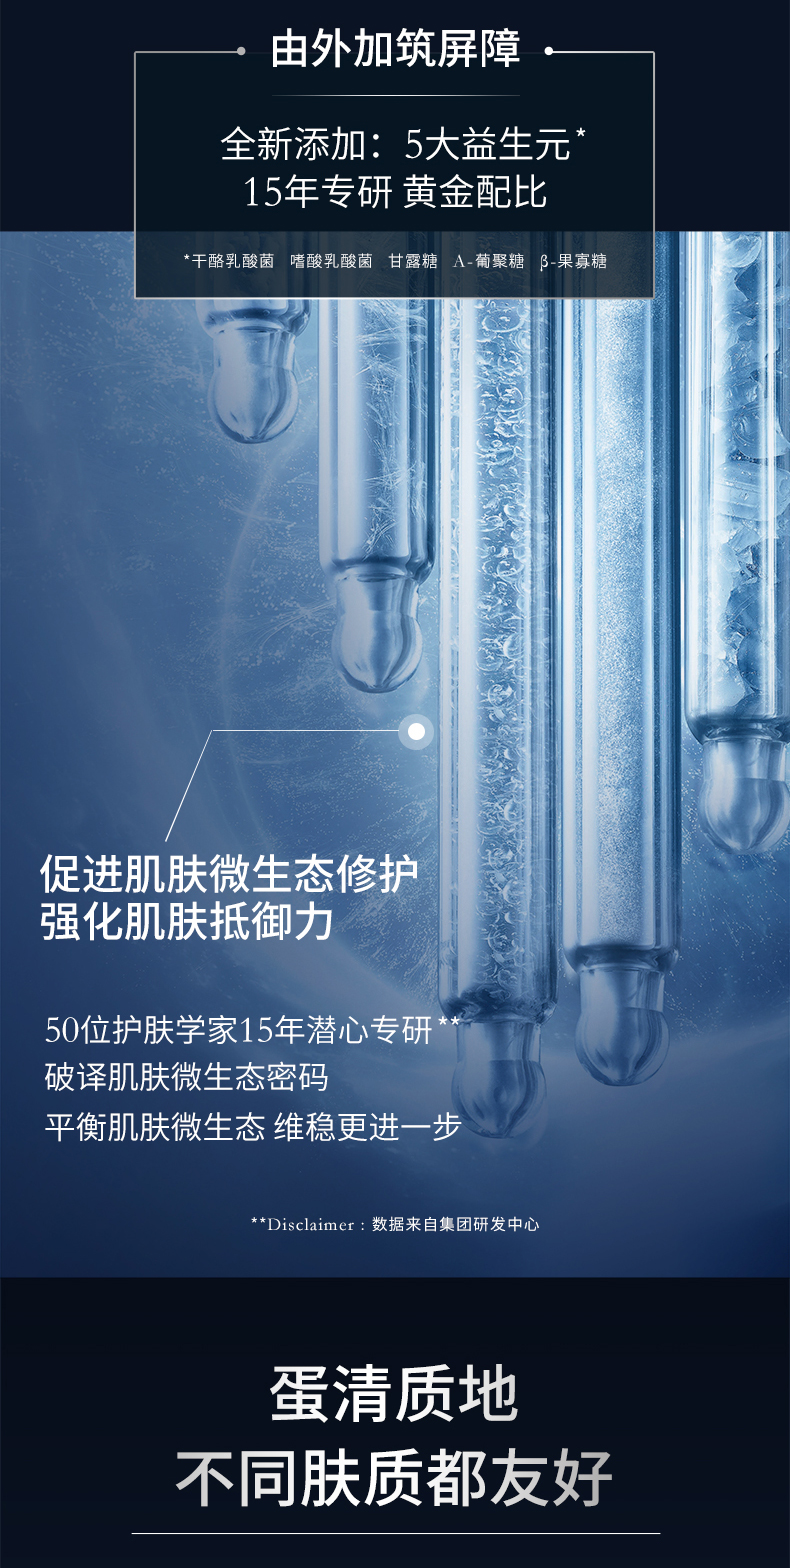 由外加筑屏障
全新添加：5大益生元*
15年专研 黄金配比
*干酪乳酸菌 嗜酸乳酸菌 甘露糖 Α-葡聚糖 β-果寡糖
促进肌肤微生态修护
强化肌肤抵御力
50位护肤学家15年潜心专研**
破译肌肤微生态密码
平衡肌肤微生态 维稳更进一步
**Disclaimer : 数据来自集团研发中心
蛋清质地
不同肤质都友好